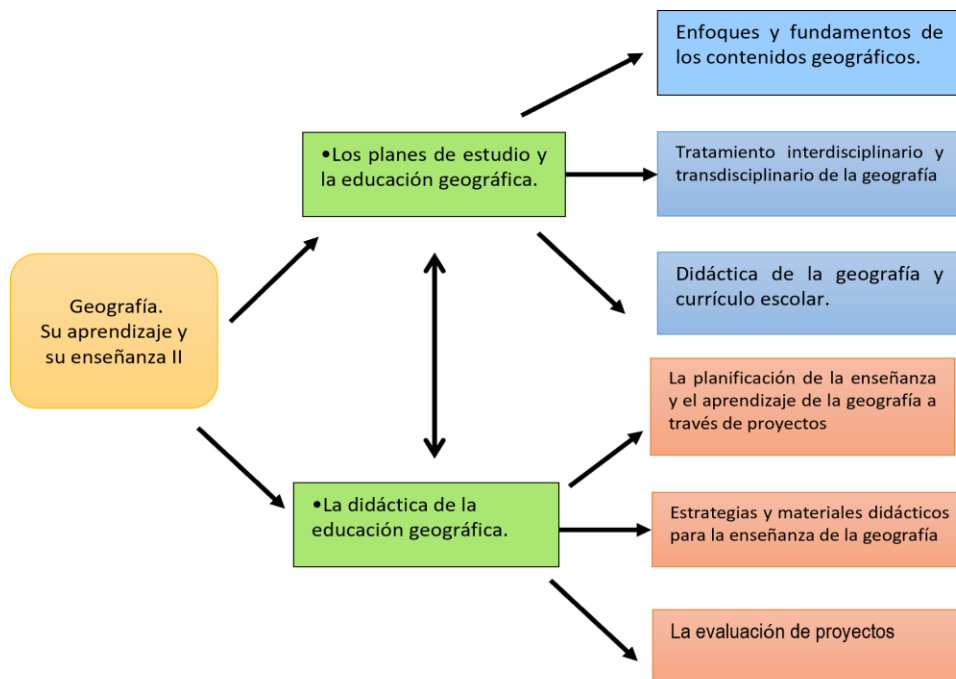 Enfoques y fundamentos de
los contenidos geográficos.
•Los planes de estudio y
la educación geográfica.
Tratamiento interdisciplinario y
transdisciplinario de la geografía
Didáctica de la geografía y
currículo escolar.
Geografía.
Su aprendizaje y
su enseñanza II
La planificación de la enseñanza
y el aprendizaje de la geografía a
través de proyectos
•La didáctica de la
educación geográfica.
Estrategias y materiales didácticos
para la enseñanza de la geografía
La evaluación de proyectos